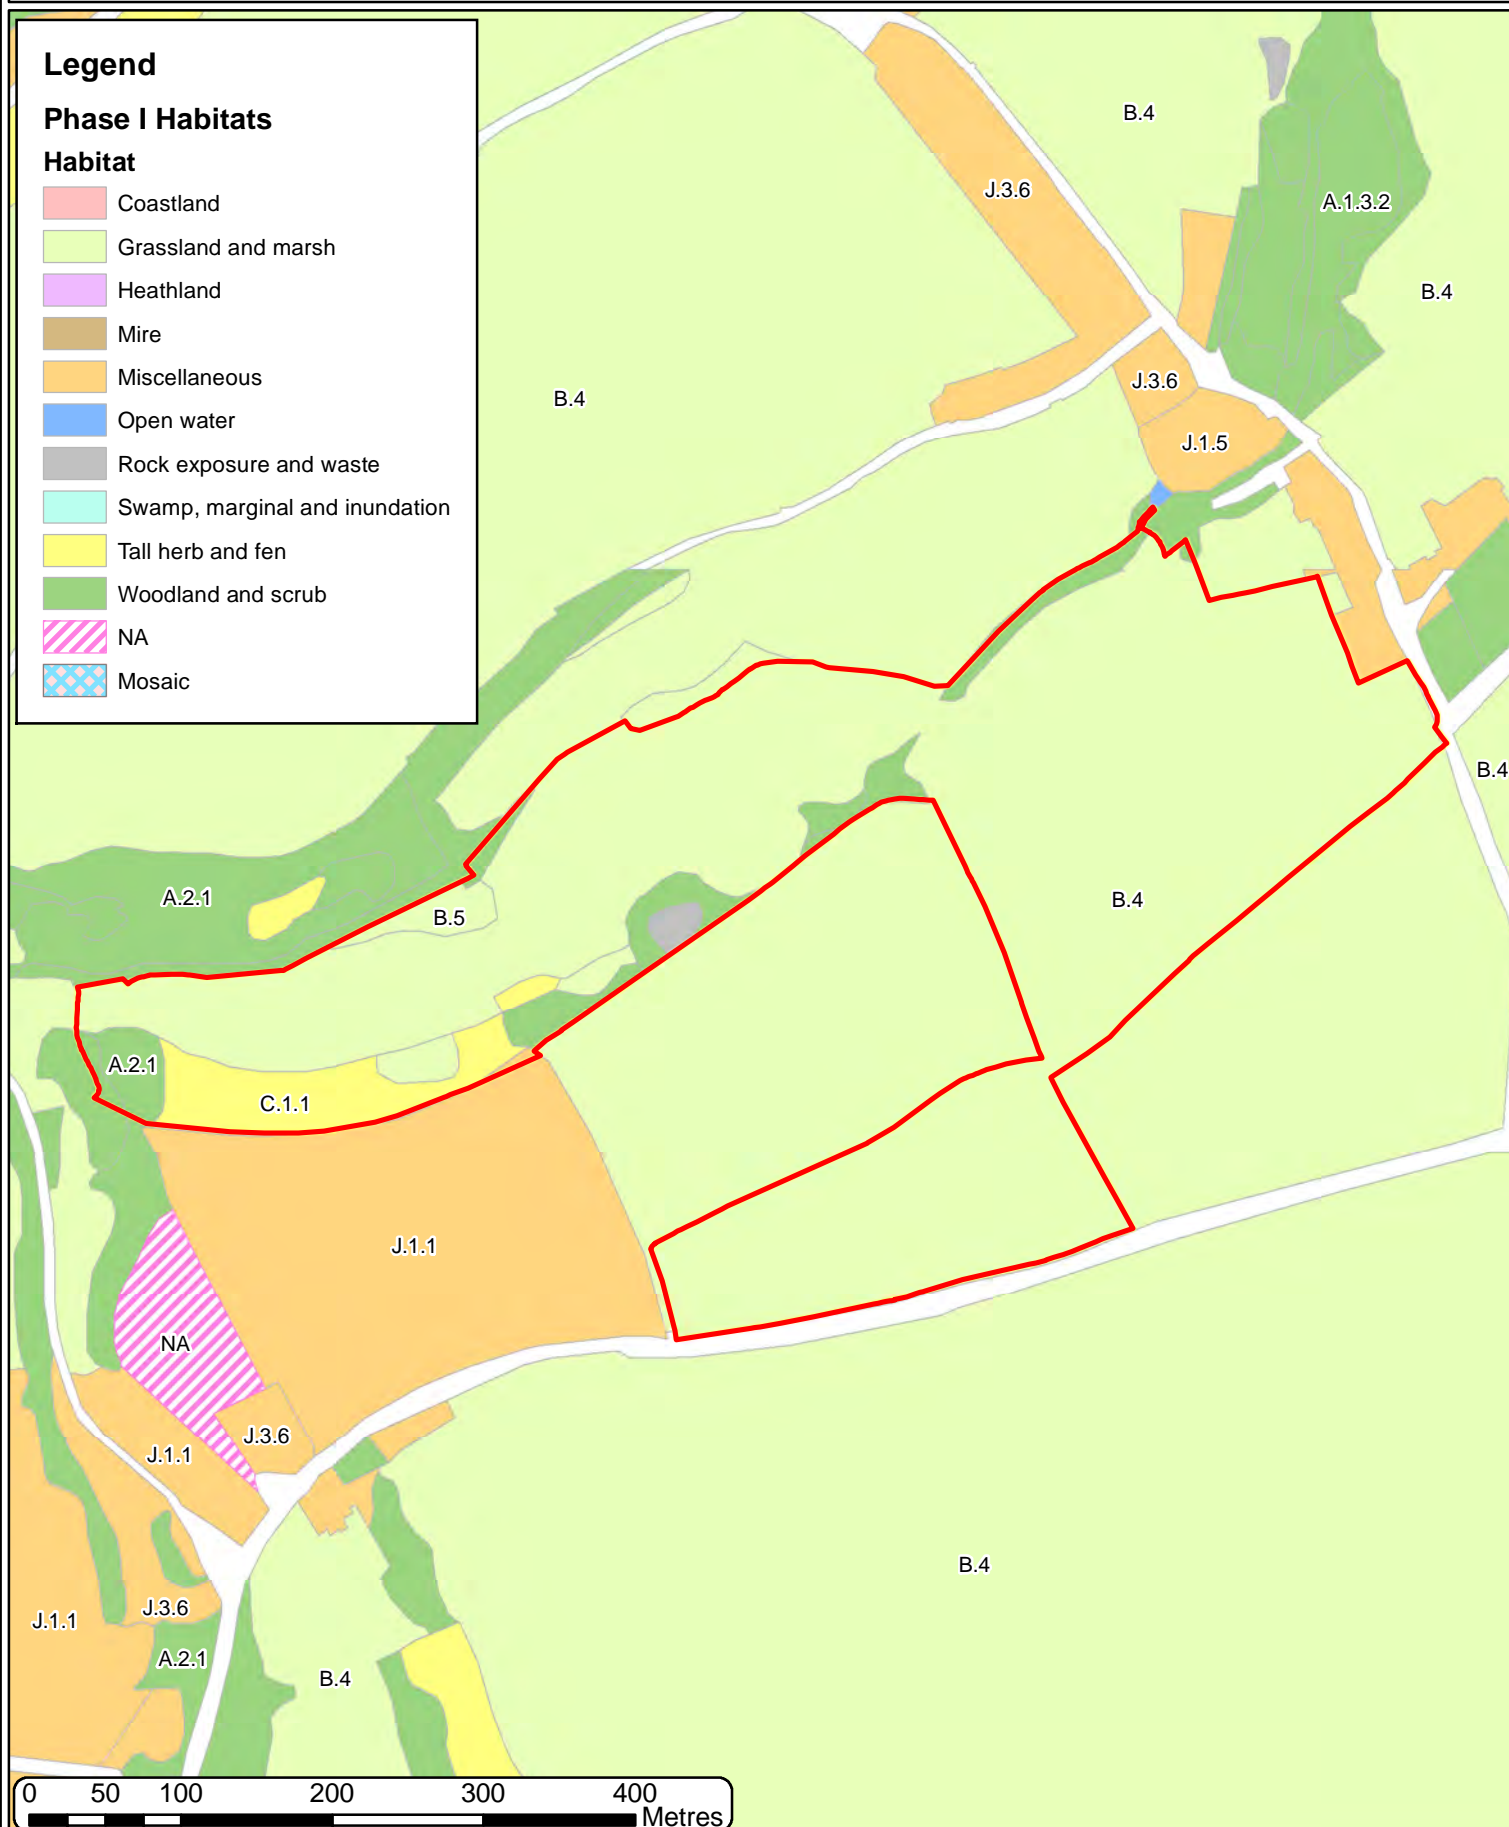 Legend
Phase I Habitats
Habitat
Coastland
Grassland and marsh
Heathland
Mire
Miscellaneous
Open water
Rock exposure and waste
Swamp, marginal and inundation
Tall herb and fen
Woodland and scrub
NA
Mosaic
B.4
J.3.6
A.1.3.2
B.4
J.3.6
B.4
J.1.5
B.4
A.2.1
B.5
B.4
A.2.1
C.1.1
J.1.1
NA
J.3.6
J.1.1
B.4
J.3.6
J.1.1
A.2.1
B.4
0 50 100 200 300 400
Metres